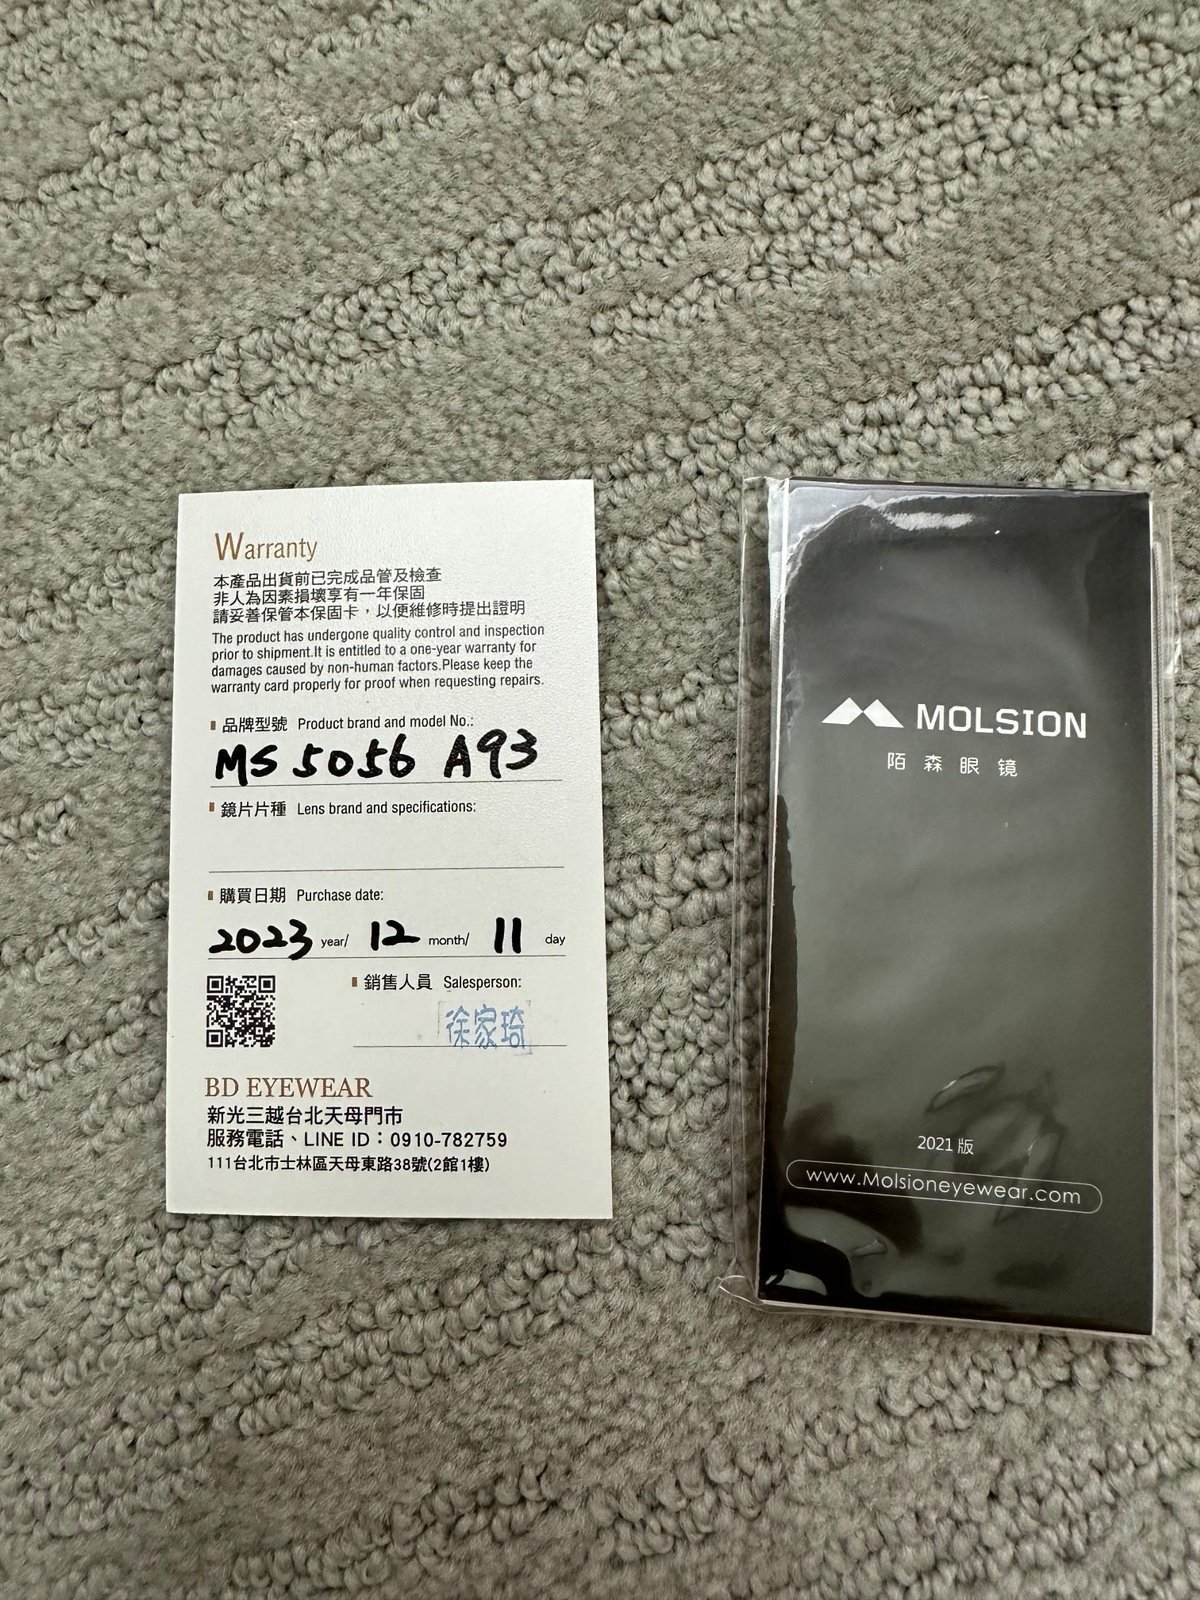 Warranty
本產品出貨前已完成品管及檢查
非人為因素損壞享有一年保固
請妥善保管本保固卡，以便維修時提出證明
The product has undergone quality control and inspection
prior to shipment.It is entitled to a one-year warranty for
damages caused by non-human factors.Please keep the
warranty card properly for proof when requesting repairs.
品牌型號 Product brand and model No.:
MS 5056 A93
鏡片片種 Lens brand and specifications:
購買日期 Purchase date:
2023 year/ 12 month/ 11 day
銷售人員 Salesperson:
徐家琦
BD EYEWEAR
新光三越台北天母門市
服務電話、LINE ID：0910-782759
111台北市士林區天母東路38號(2館1樓)
MOLSION
陌森眼镜
2021 版
www.Molsioneyewear.com